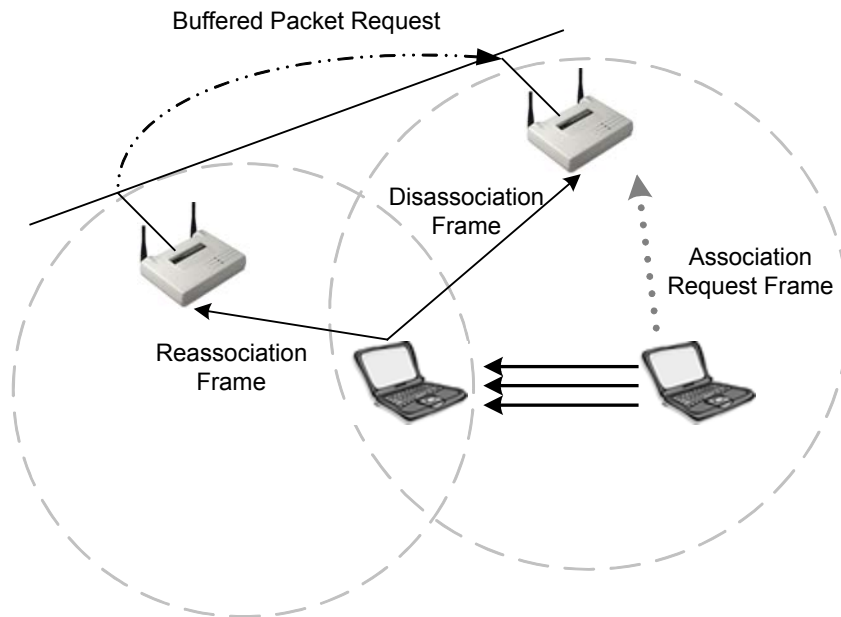 Buffered Packet Request
Disassociation
Frame
Association
Request Frame
Reassociation
Frame